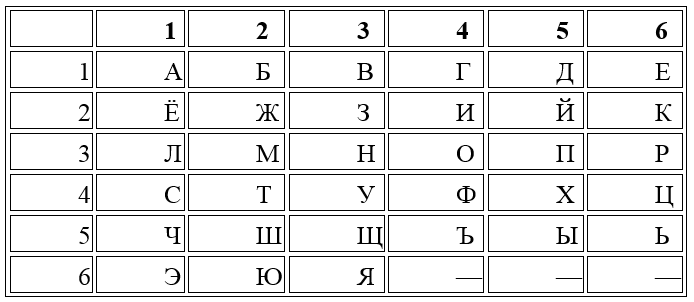 1 2 3 4 5 6
1 А Б В Г Д Е
2 Ё Ж З И Й К
3 Л М Н О П Р
4 С Т У Ф Х Ц
5 Ч Ш Щ Ъ Ы Ь
6 Э Ю Я — — —